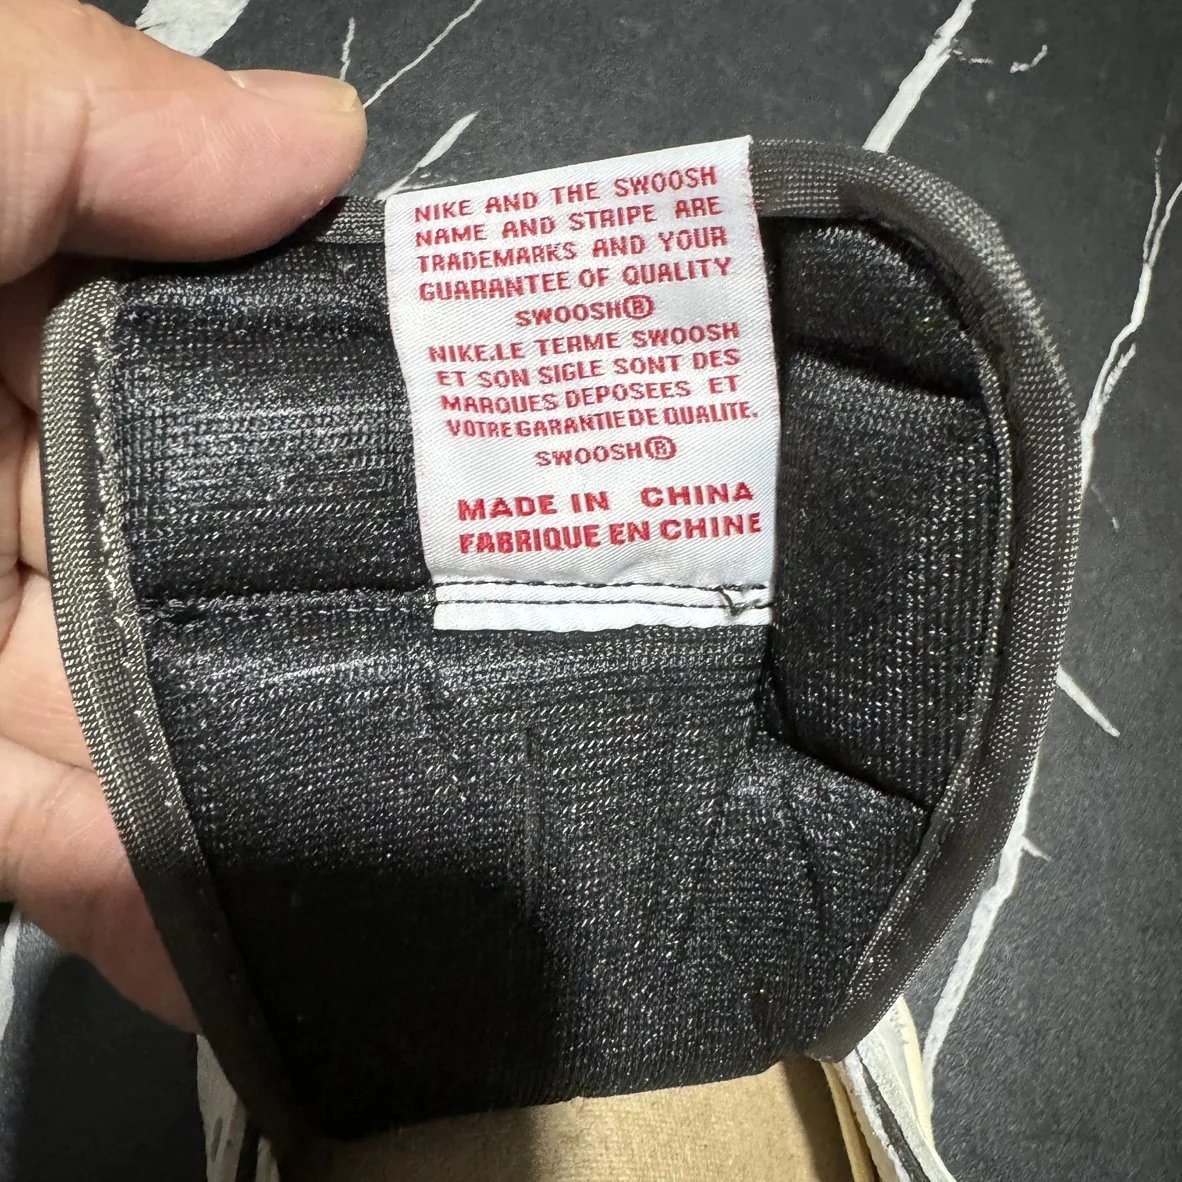 NIKE AND THE SWOOSH
NAME AND STRIPE ARE
TRADEMARKS AND YOUR
GUARANTEE OF QUALITY
SWOOSH®
NIKE.LE TERME SWOOSH
ET SON SIGLE SONT DES
MARQUES DEPOSEES ET
VOTRE GARANTIE DE QUALITE.
SWOOSH®
MADE IN CHINA
FABRIQUE EN CHINE